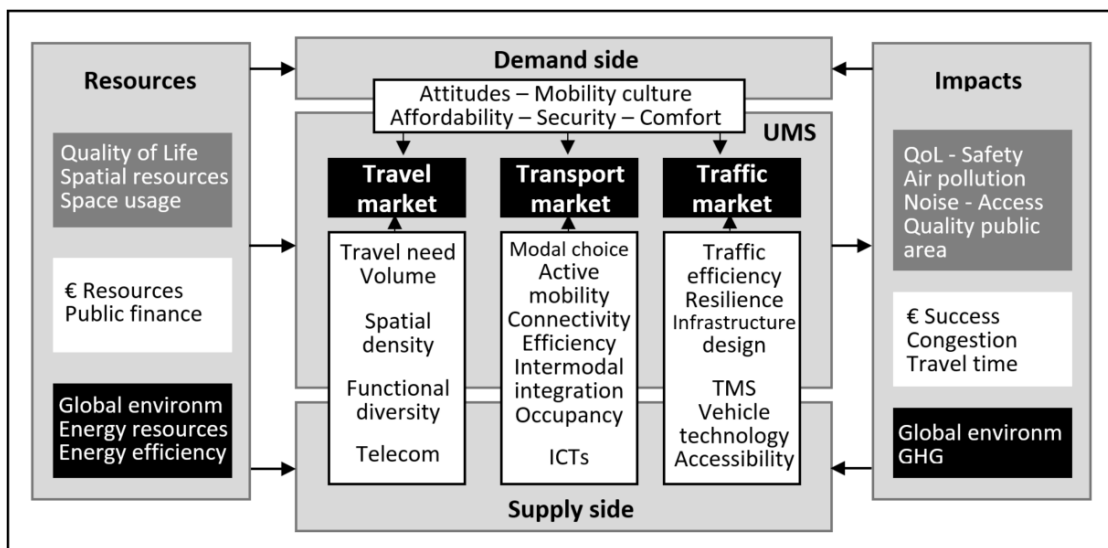 Resources
Quality of Life
Spatial resources
Space usage
€ Resources
Public finance
Global environm
Energy resources
Energy efficiency
Demand side
Attitudes – Mobility culture
Affordability – Security – Comfort
UMS
Travel
market
Travel need
Volume
Spatial
density
Functional
diversity
Telecom
Transport
market
Modal choice
Active
mobility
Connectivity
Efficiency
Intermodal
integration
Occupancy
ICTs
Traffic
market
Traffic
efficiency
Resilience
Infrastructure
design
TMS
Vehicle
technology
Accessibility
Supply side
Impacts
QoL - Safety
Air pollution
Noise - Access
Quality public
area
€ Success
Congestion
Travel time
Global environm
GHG